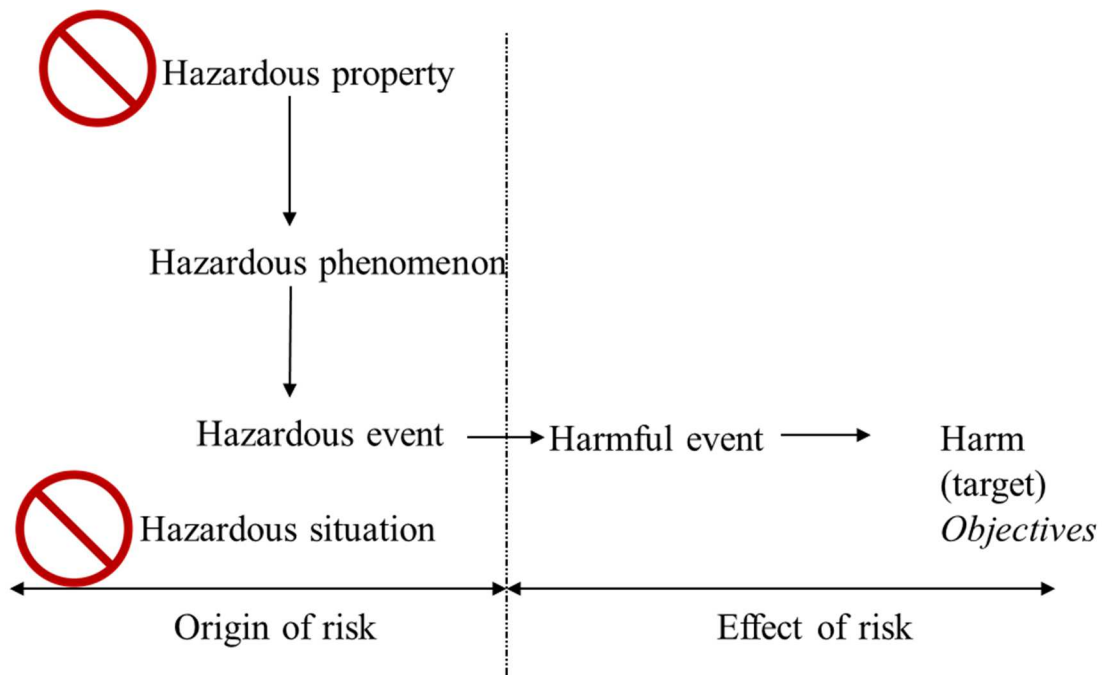 Hazardous property
Hazardous phenomenon
Hazardous event
Harmful event
Harm
(target)
Objectives
Hazardous situation
Origin of risk
Effect of risk